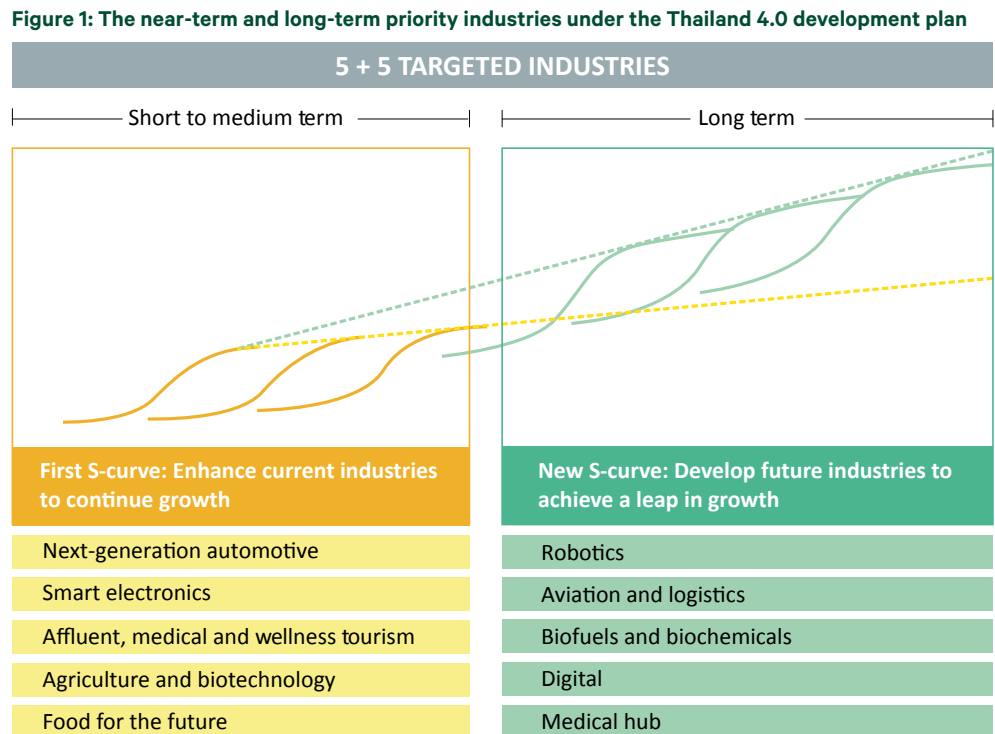 Figure 1: The near-term and long-term priority industries under the Thailand 4.0 development plan
5 + 5 TARGETED INDUSTRIES
Short to medium term
Long term
First S-curve: Enhance current industries
to continue growth
New S-curve: Develop future industries to
achieve a leap in growth
Next-generation automotive
Smart electronics
Affluent, medical and wellness tourism
Agriculture and biotechnology
Food for the future
Robotics
Aviation and logistics
Biofuels and biochemicals
Digital
Medical hub